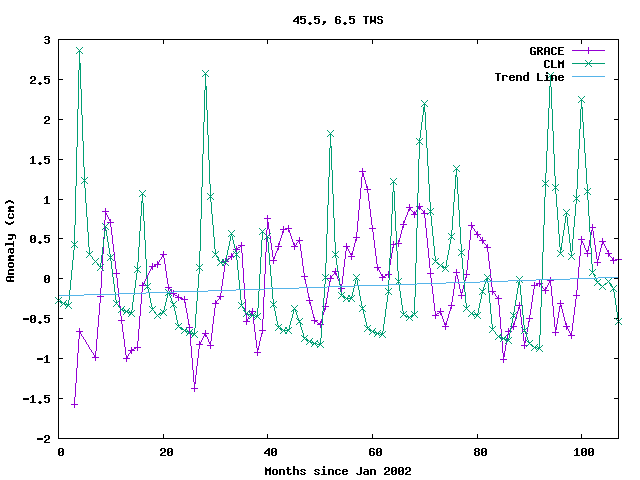 45.5, 6.5 TWS
GRACE
CLM
Trend Line
3
2.5
2
1.5
1
0.5
0
-0.5
-1
-1.5
-2
Anomaly (cm)
0 20 40 60 80 100
Months since Jan 2002